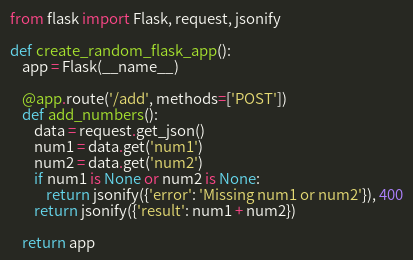 from flask import Flask, request, jsonify

def create_random_flask_app():
    app = Flask(__name__)

    @app.route('/add', methods=['POST'])
    def add_numbers():
        data = request.get_json()
        num1 = data.get('num1')
        num2 = data.get('num2')
        if num1 is None or num2 is None:
            return jsonify({'error': 'Missing num1 or num2'}), 400
        return jsonify({'result': num1 + num2})

    return app